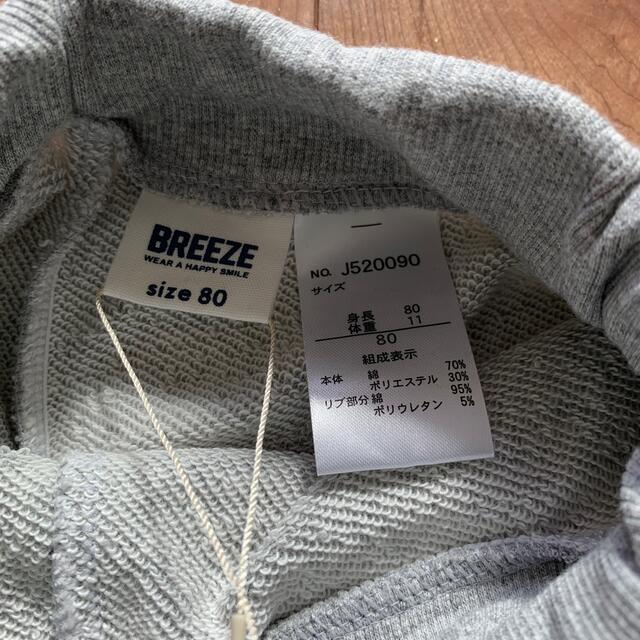 BREEZE
WEAR A HAPPY SMILE
size 80
NO. J520090
サイズ
身長 80
体重 11
80
組成表示
本体 綿 70%
ポリエステル 30%
リブ部分 綿 95%
ポリウレタン 5%